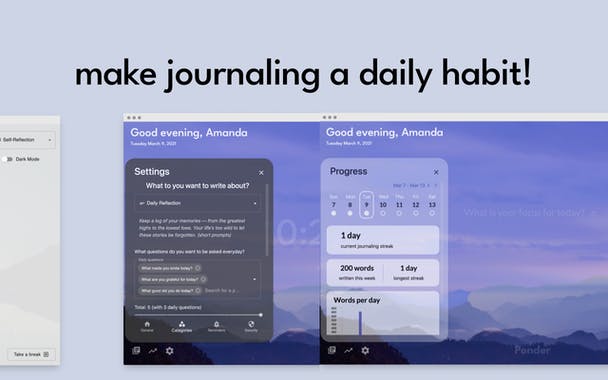 make journaling a daily habit!
Self-Reflection
Dark Mode
Take a break
Good evening, Amanda
Tuesday March 9, 2021
Settings
What to you want to write about?
Daily Reflection
Keep a log of your memories — from the greatest
highs to the lowest lows. Your life's too wild to let
these stories be forgotten. (short prompts)
What questions do you want to be asked everyday?
Daily questions
What made you smile today?
What are you grateful for today?
What good did you do today?
Search for a p...
Total: 5 (with 3 daily questions)
General
Categories
Reminders
Security
0:2
Good evening, Amanda
Tuesday March 9, 2021
Progress
Mar 7 - Mar 13
Sun Mon Tue Wed Thu Fri Sat
7 8 9 10 11 12 13
1 day
current journaling streak
200 words
written this week
1 day
longest streak
Words per day
What is your focus for today?
Ponder